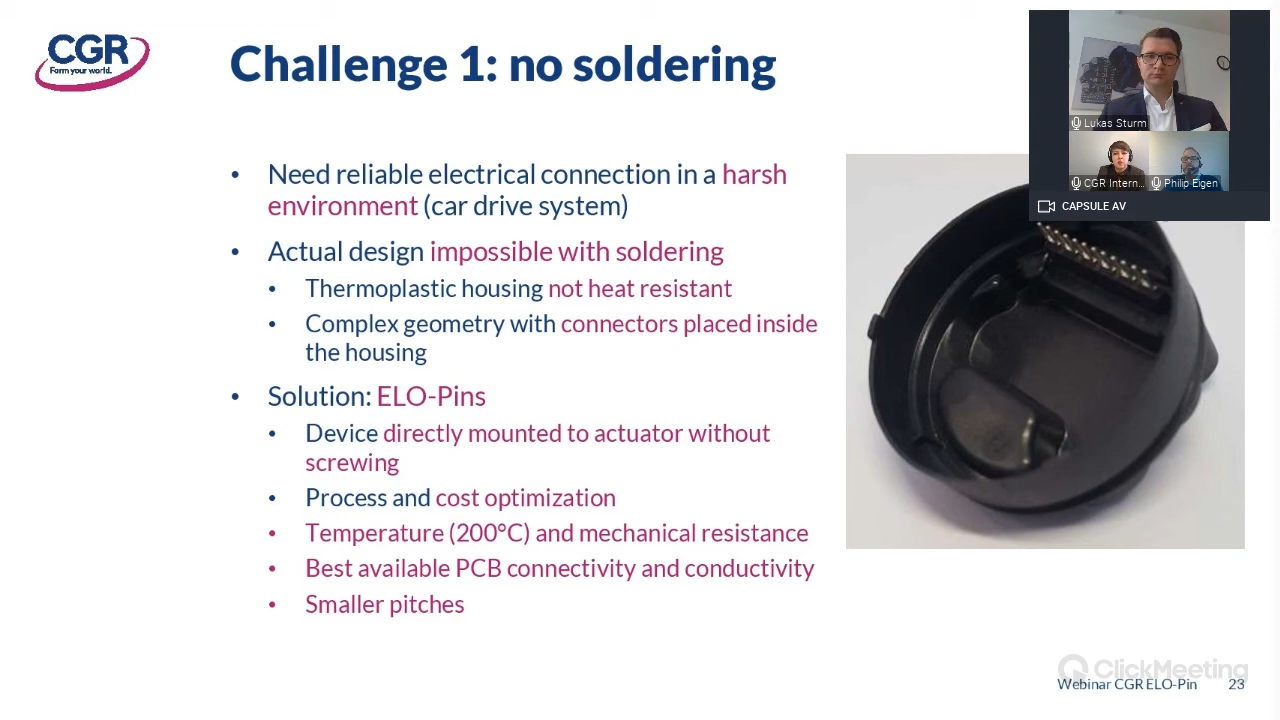 CGR
Form your world.
Challenge 1: no soldering
Lukas Sturm
CGR Intern...
Philip Eigen
CAPSULE AV
• Need reliable electrical connection in a harsh
environment (car drive system)
• Actual design impossible with soldering
• Thermoplastic housing not heat resistant
• Complex geometry with connectors placed inside
the housing
• Solution: ELO-Pins
• Device directly mounted to actuator without
screwing
• Process and cost optimization
• Temperature (200°C) and mechanical resistance
• Best available PCB connectivity and conductivity
• Smaller pitches
ClickMeeting
Webinar CGR ELO-Pin 23